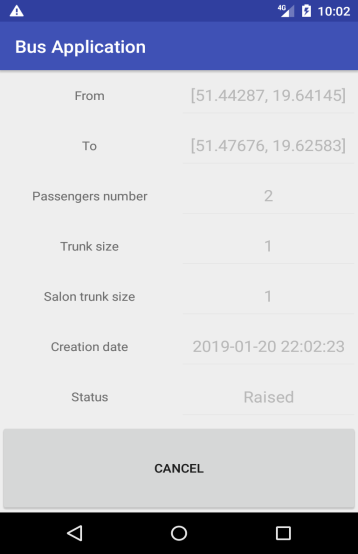 4G 10:02
Bus Application
From [51.44287, 19.64145]
To [51.47676, 19.62583]
Passengers number 2
Trunk size 1
Salon trunk size 1
Creation date 2019-01-20 22:02:23
Status Raised
CANCEL